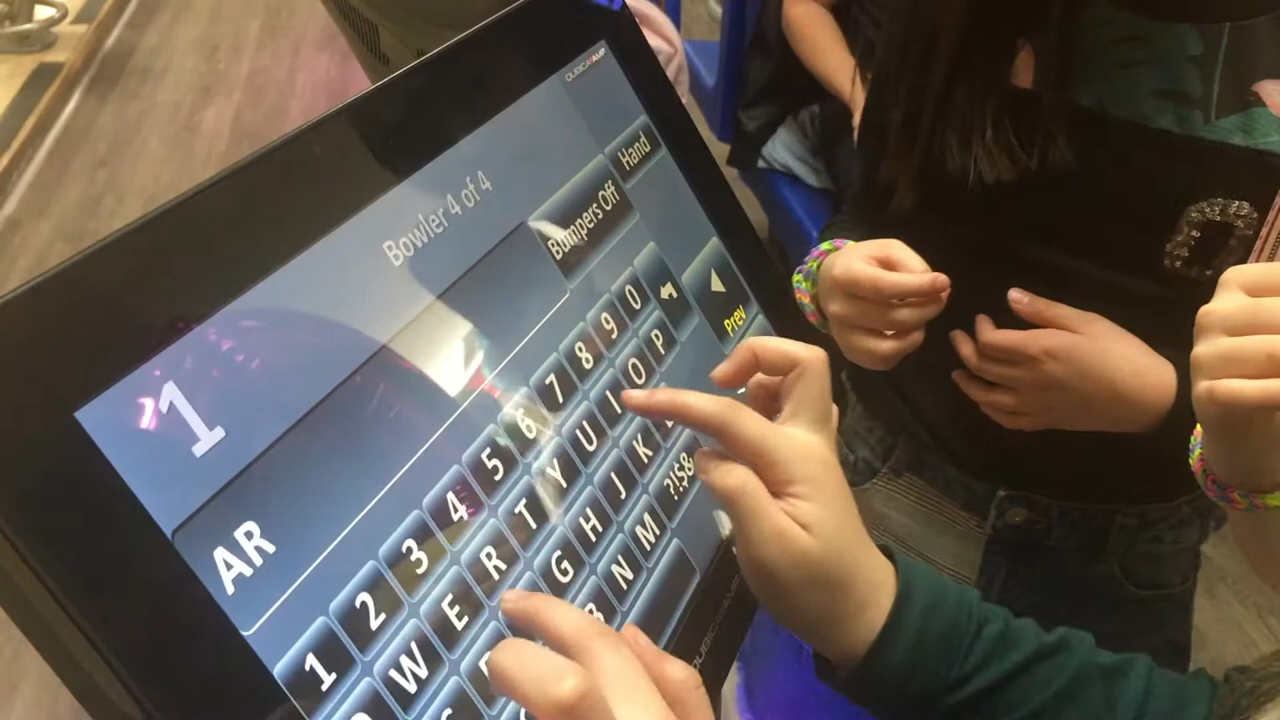 QUBICAAMF
Bowler 4 of 4
Hand
Bumpers Off
1
AR
1 2 3 4 5 6 7 8 9 0
W E R T Y U I O P
G H J K
N M ?!$&
Prev
QUBICAAMF